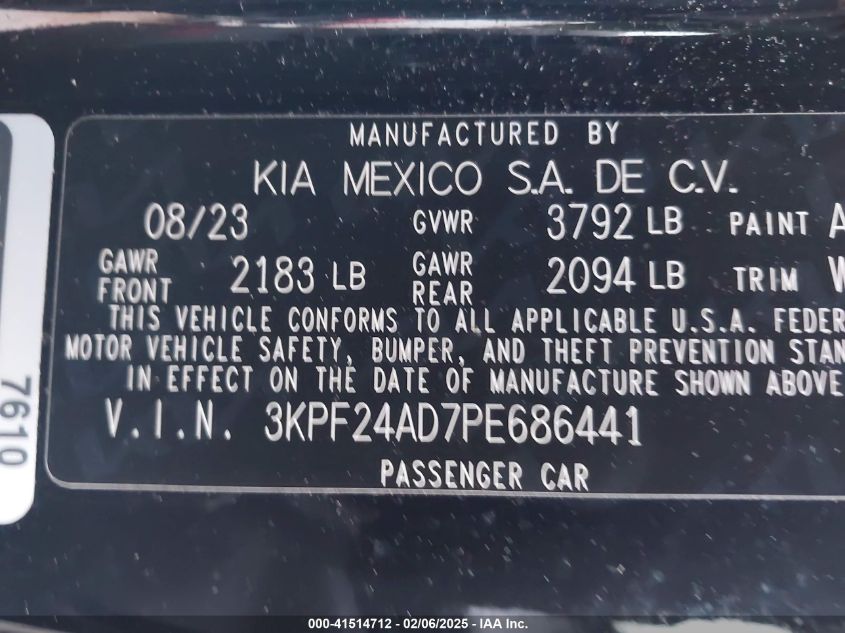 MANUFACTURED BY
KIA MEXICO S.A. DE C.V.
08/23 GVWR 3792 LB PAINT A
GAWR FRONT 2183 LB GAWR REAR 2094 LB TRIM W
THIS VEHICLE CONFORMS TO ALL APPLICABLE U.S.A. FEDER
MOTOR VEHICLE SAFETY, BUMPER, AND THEFT PREVENTION STAN
IN EFFECT ON THE DATE OF MANUFACTURE SHOWN ABOVE
V.I.N. 3KPF24AD7PE686441
PASSENGER CAR
7610
000-41514712 - 02/06/2025 - IAA Inc.